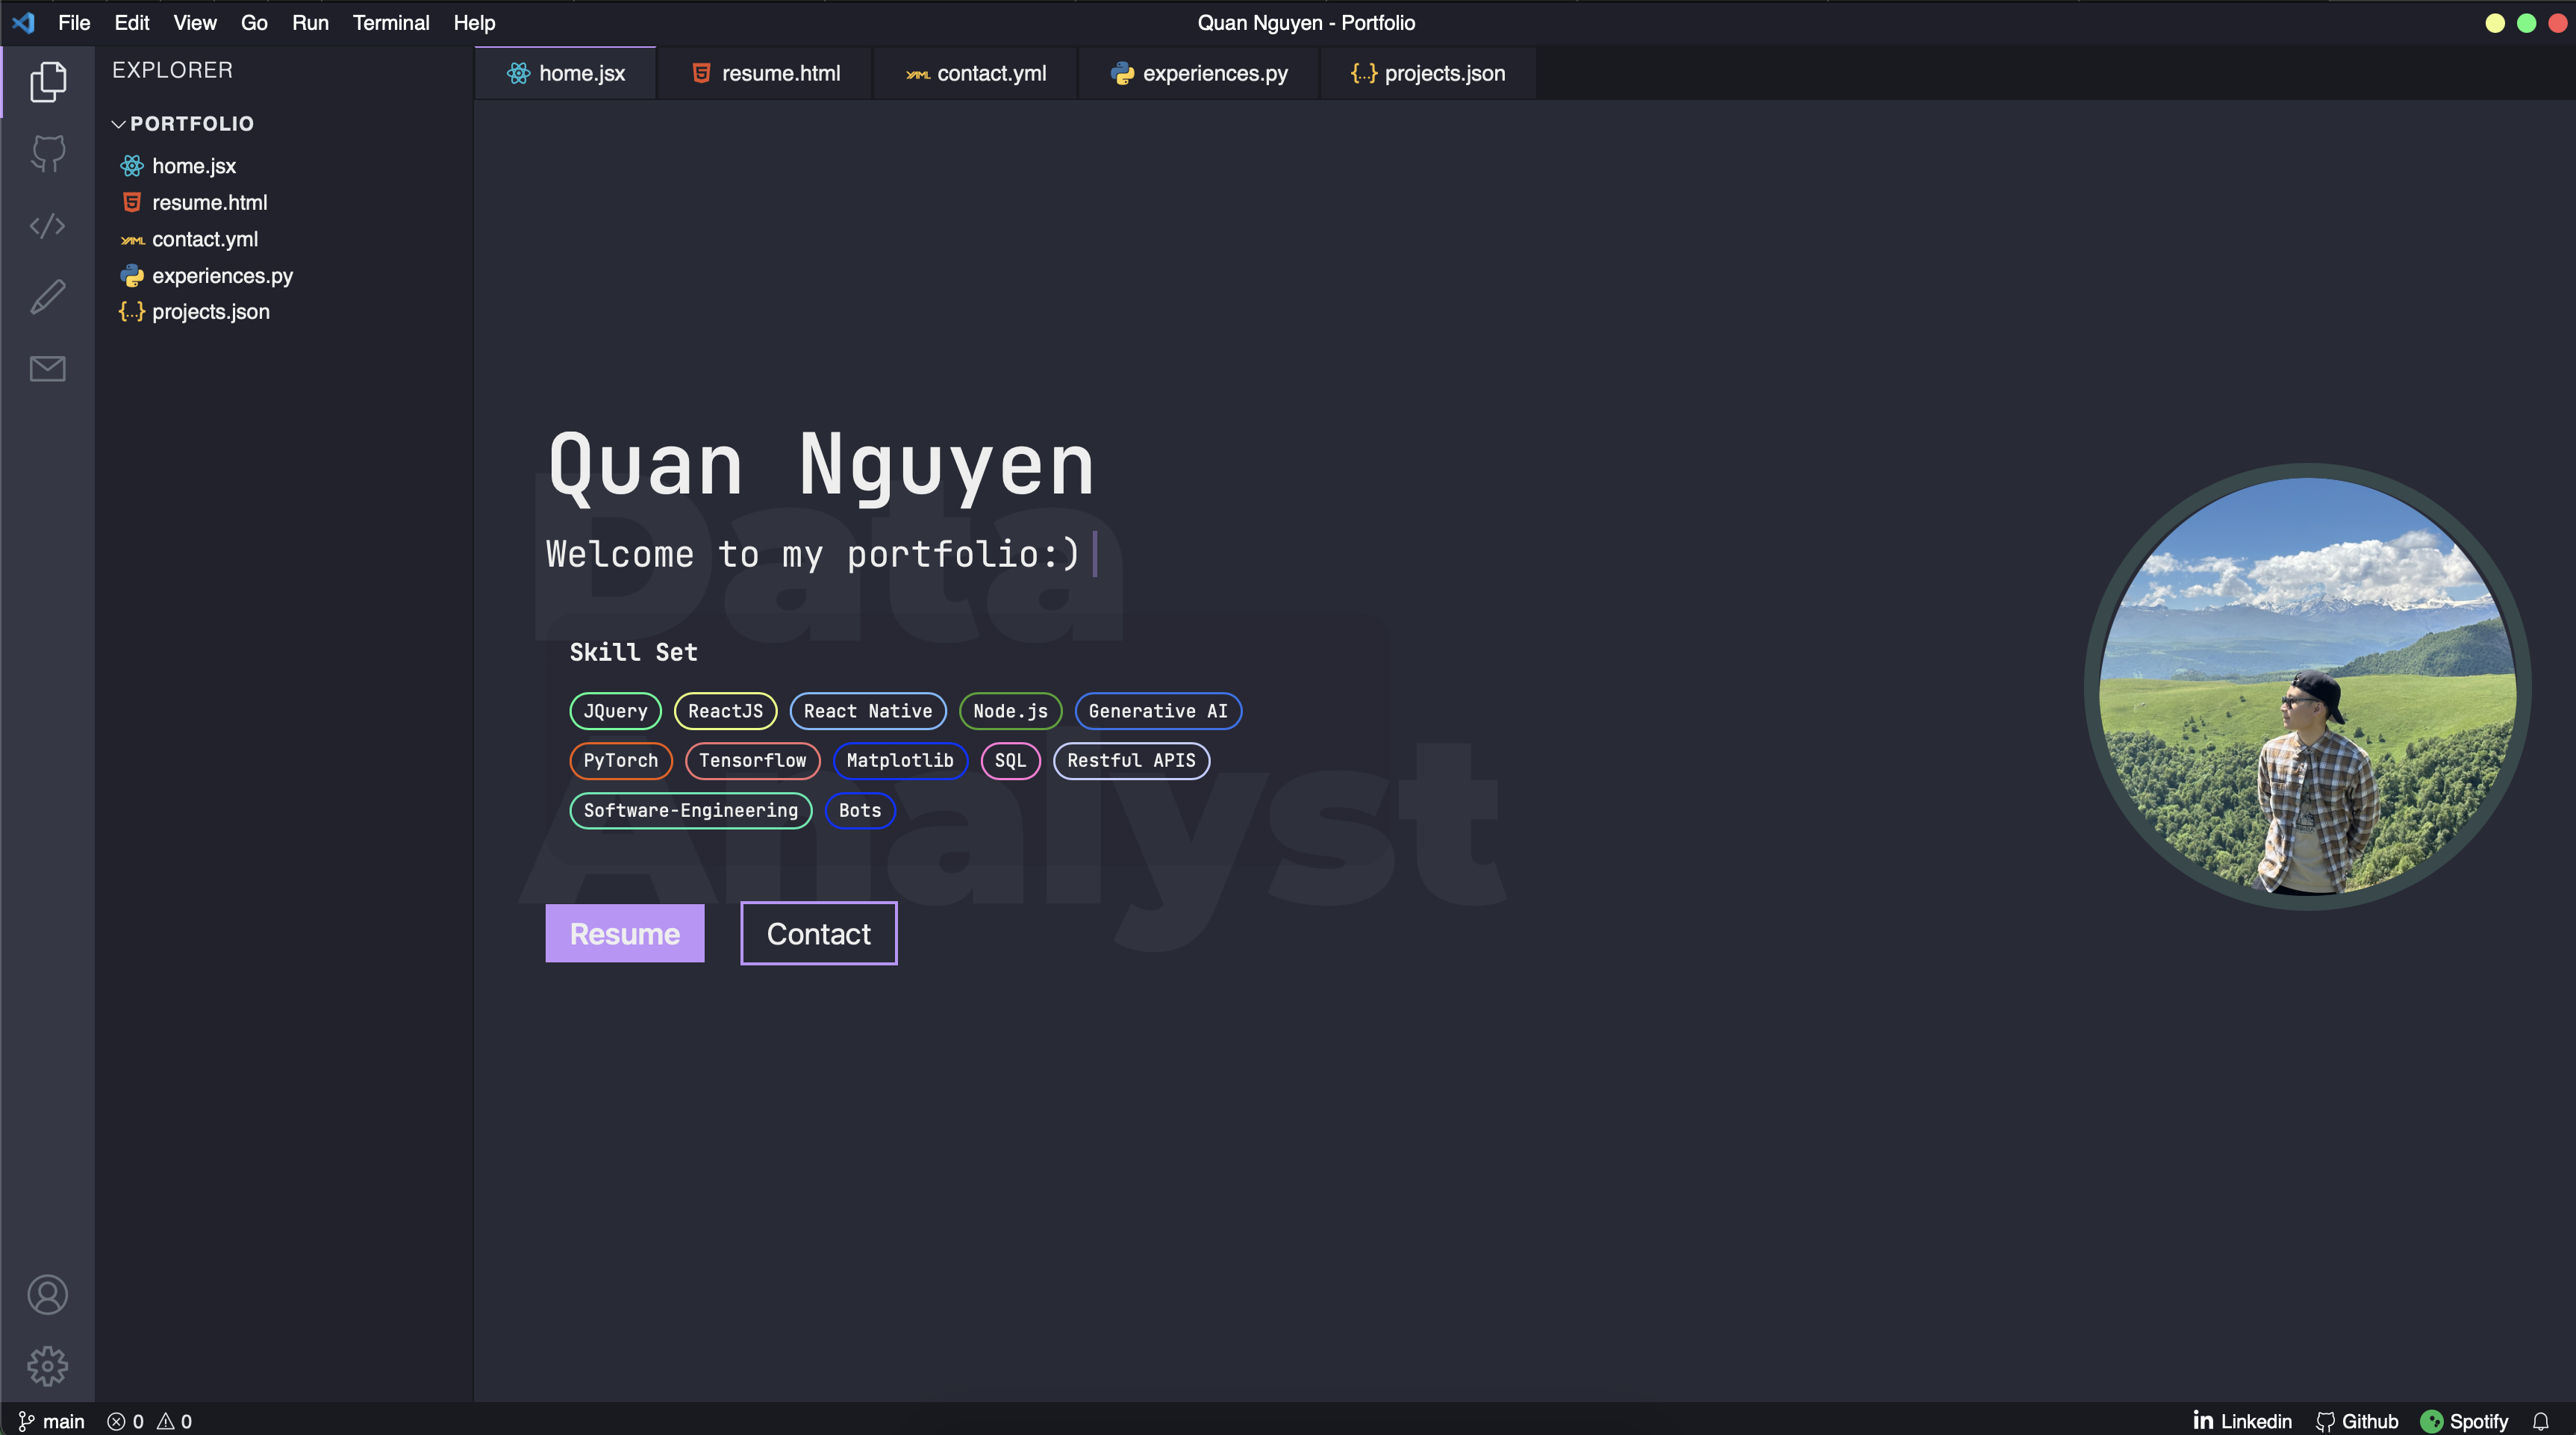 File Edit View Go Run Terminal Help
Quan Nguyen - Portfolio
EXPLORER
PORTFOLIO
home.jsx
resume.html
YAML contact.yml
experiences.py
{...} projects.json
home.jsx
resume.html
YAML contact.yml
experiences.py
{...} projects.json
Data
Analyst
Quan Nguyen
Welcome to my portfolio:)
Skill Set
JQuery ReactJS React Native Node.js Generative AI
PyTorch Tensorflow Matplotlib SQL Restful APIS
Software-Engineering Bots
Resume Contact
main 0 0
in Linkedin Github Spotify